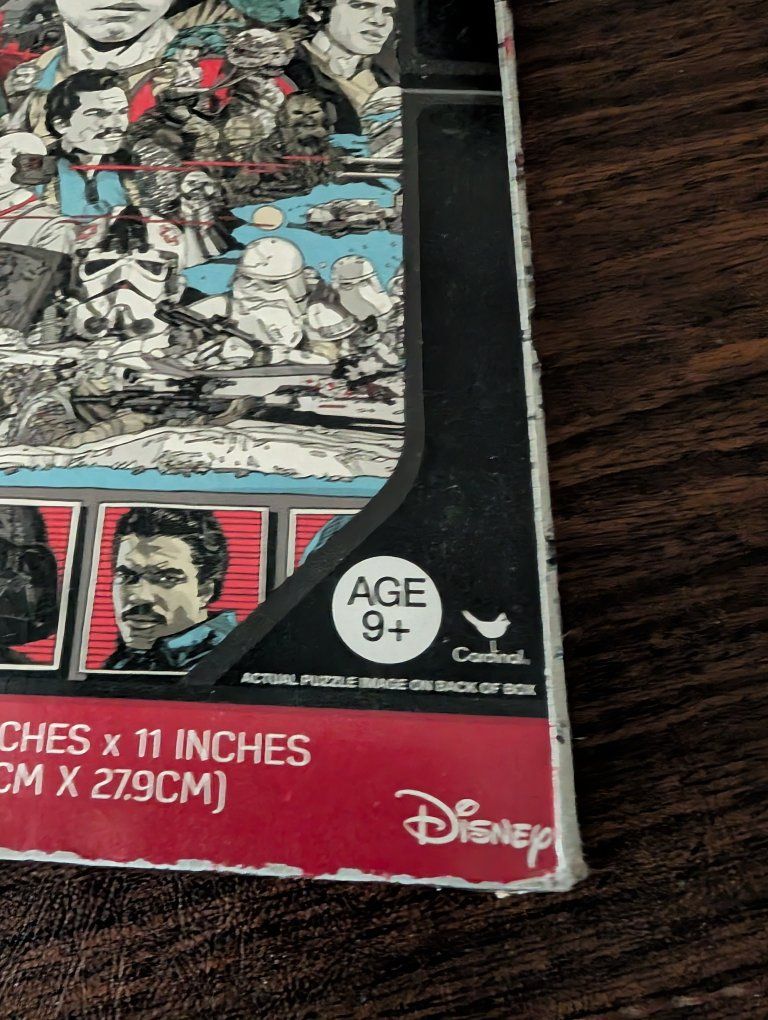 AGE
9+
Cardinal.
ACTUAL PUZZLE IMAGE ON BACK OF BOX
CHES x 11 INCHES
CM X 27.9CM)
Disney